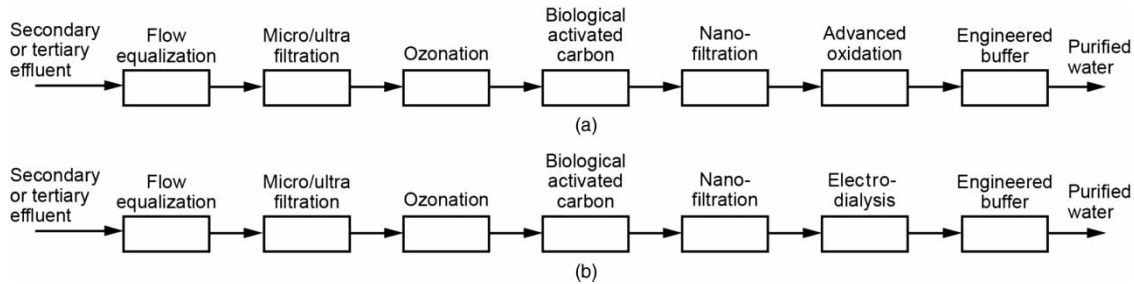 Secondary
or tertiary
effluent
Flow
equalization
Micro/ultra
filtration
Ozonation
Biological
activated
carbon
Nano-
filtration
Advanced
oxidation
Engineered
buffer
Purified
water
(a)
Secondary
or tertiary
effluent
Flow
equalization
Micro/ultra
filtration
Ozonation
Biological
activated
carbon
Nano-
filtration
Electro-
dialysis
Engineered
buffer
Purified
water
(b)